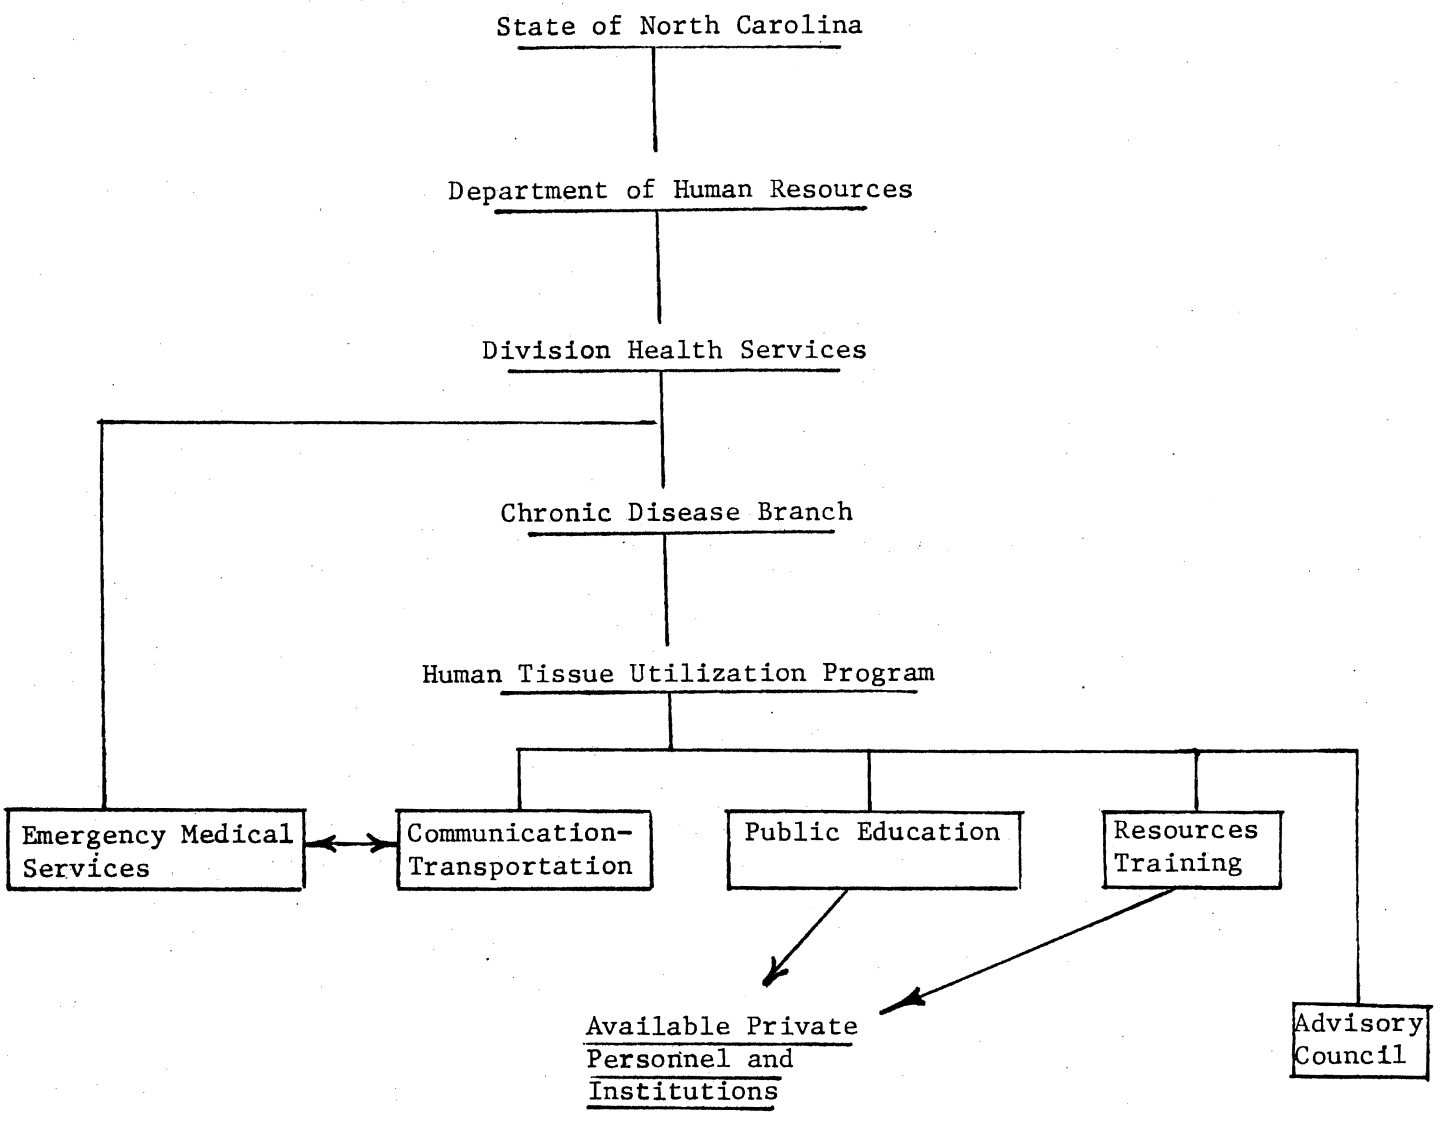 State of North Carolina
Department of Human Resources
Division Health Services
Chronic Disease Branch
Human Tissue Utilization Program
Emergency Medical
Services
Communication-
Transportation
Public Education
Resources
Training
Available Private
Personnel and
Institutions
Advisory
Council